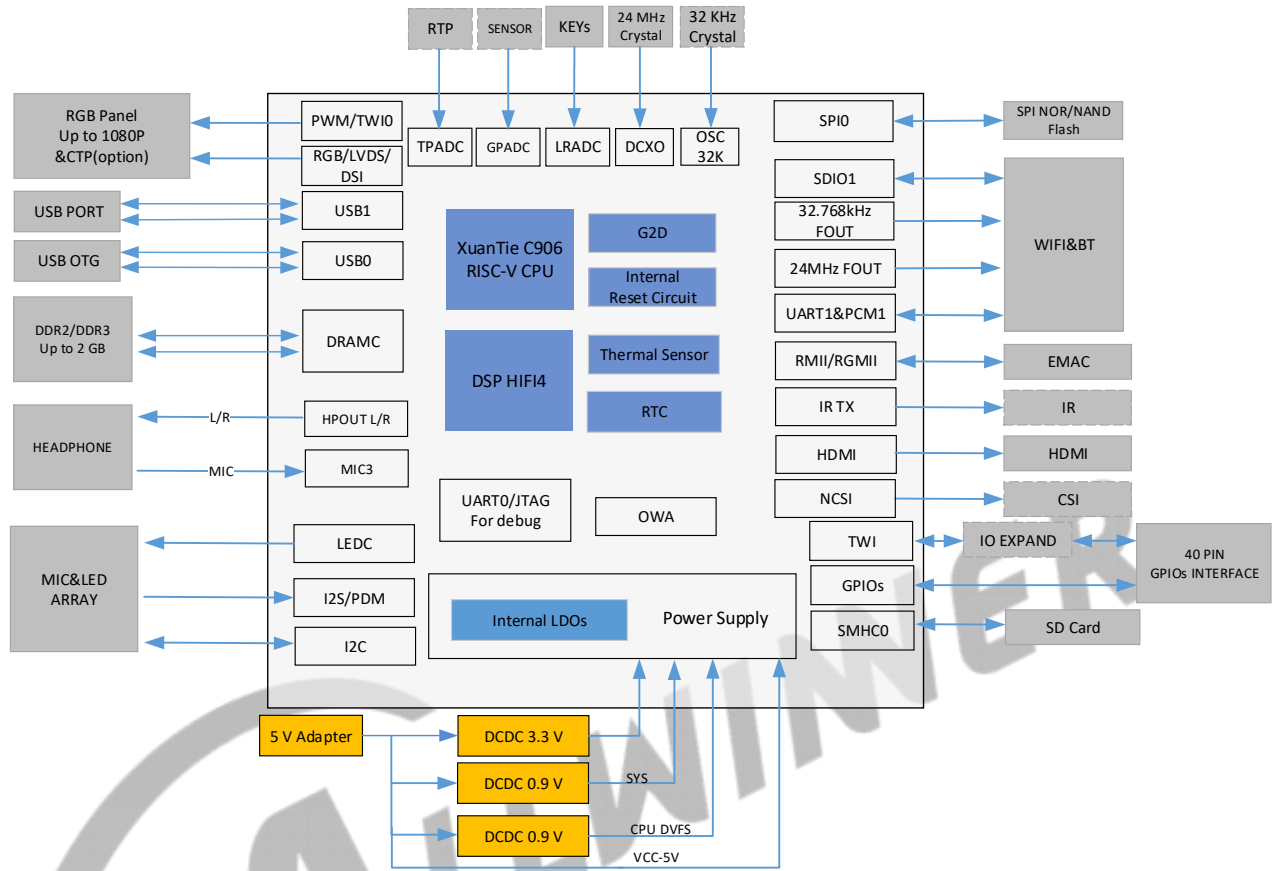 RTP
SENSOR
KEYs
24 MHz
Crystal
32 KHz
Crystal
RGB Panel
Up to 1080P
&CTP(option)
USB PORT
USB OTG
DDR2/DDR3
Up to 2 GB
HEADPHONE
MIC&LED
ARRAY
L/R
MIC
PWM/TWI0
RGB/LVDS/
DSI
USB1
USB0
DRAMC
HPOUT L/R
MIC3
LEDC
I2S/PDM
I2C
TPADC
GPADC
LRADC
DCXO
OSC
32K
XuanTie C906
RISC-V CPU
DSP HIFI4
G2D
Internal
Reset Circuit
Thermal Sensor
RTC
UART0/JTAG
For debug
OWA
Internal LDOs
Power Supply
SPI0
SDIO1
32.768kHz
FOUT
24MHz FOUT
UART1&PCM1
RMII/RGMII
IR TX
HDMI
NCSI
TWI
GPIOs
SMHC0
SPI NOR/NAND
Flash
WIFI&BT
EMAC
IR
HDMI
CSI
IO EXPAND
40 PIN
GPIOs INTERFACE
SD Card
5 V Adapter
DCDC 3.3 V
DCDC 0.9 V
DCDC 0.9 V
SYS
CPU DVFS
VCC-5V
ALLWINNER